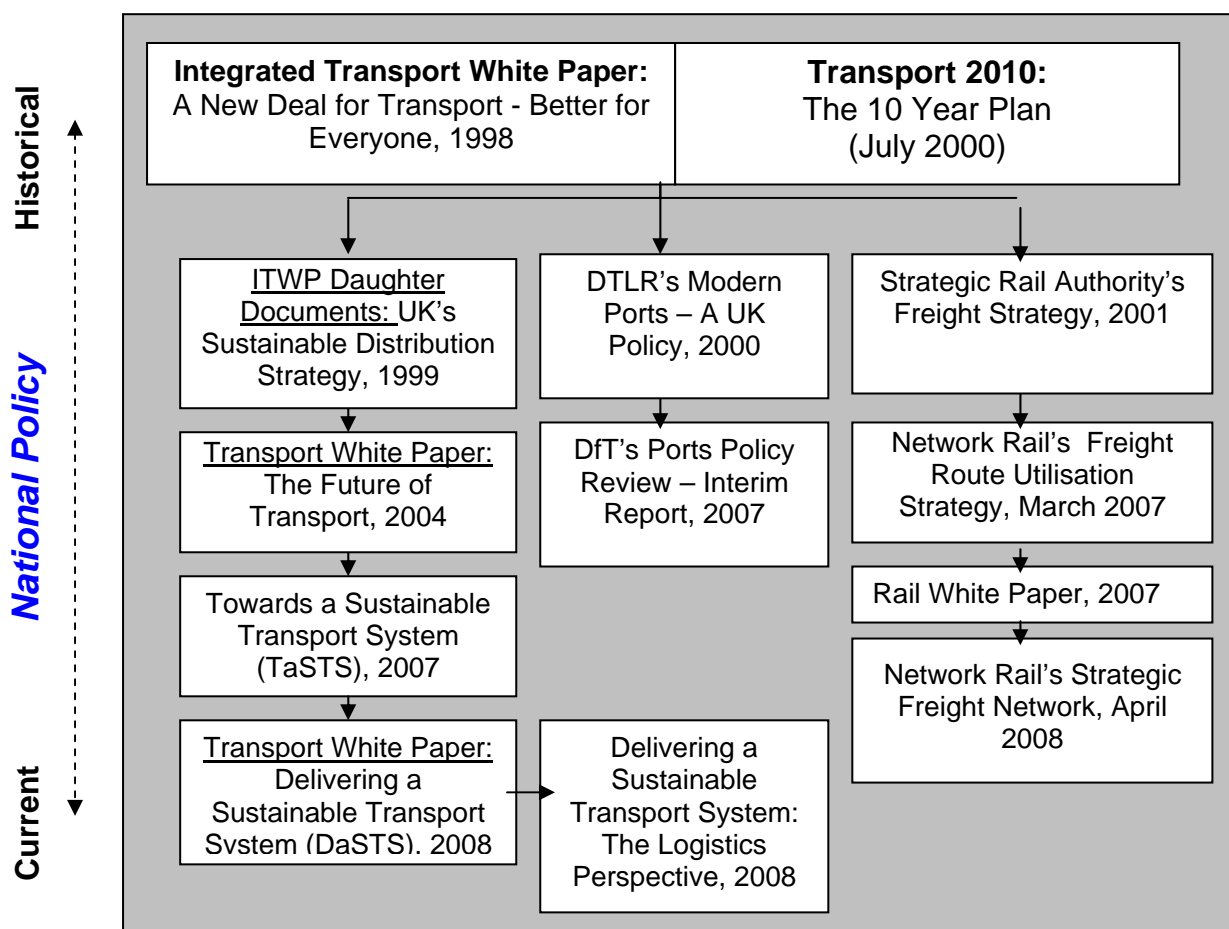 Historical
National Policy
Current
Integrated Transport White Paper:
A New Deal for Transport - Better for
Everyone, 1998
Transport 2010:
The 10 Year Plan
(July 2000)
ITWP Daughter
Documents: UK's
Sustainable Distribution
Strategy, 1999
DTLR's Modern
Ports – A UK
Policy, 2000
Strategic Rail Authority's
Freight Strategy, 2001
Transport White Paper:
The Future of
Transport, 2004
DfT's Ports Policy
Review – Interim
Report, 2007
Network Rail's Freight
Route Utilisation
Strategy, March 2007
Towards a Sustainable
Transport System
(TaSTS), 2007
Rail White Paper, 2007
Network Rail's Strategic
Freight Network, April
2008
Transport White Paper:
Delivering a
Sustainable Transport
System (DaSTS), 2008
Delivering a
Sustainable
Transport System:
The Logistics
Perspective, 2008